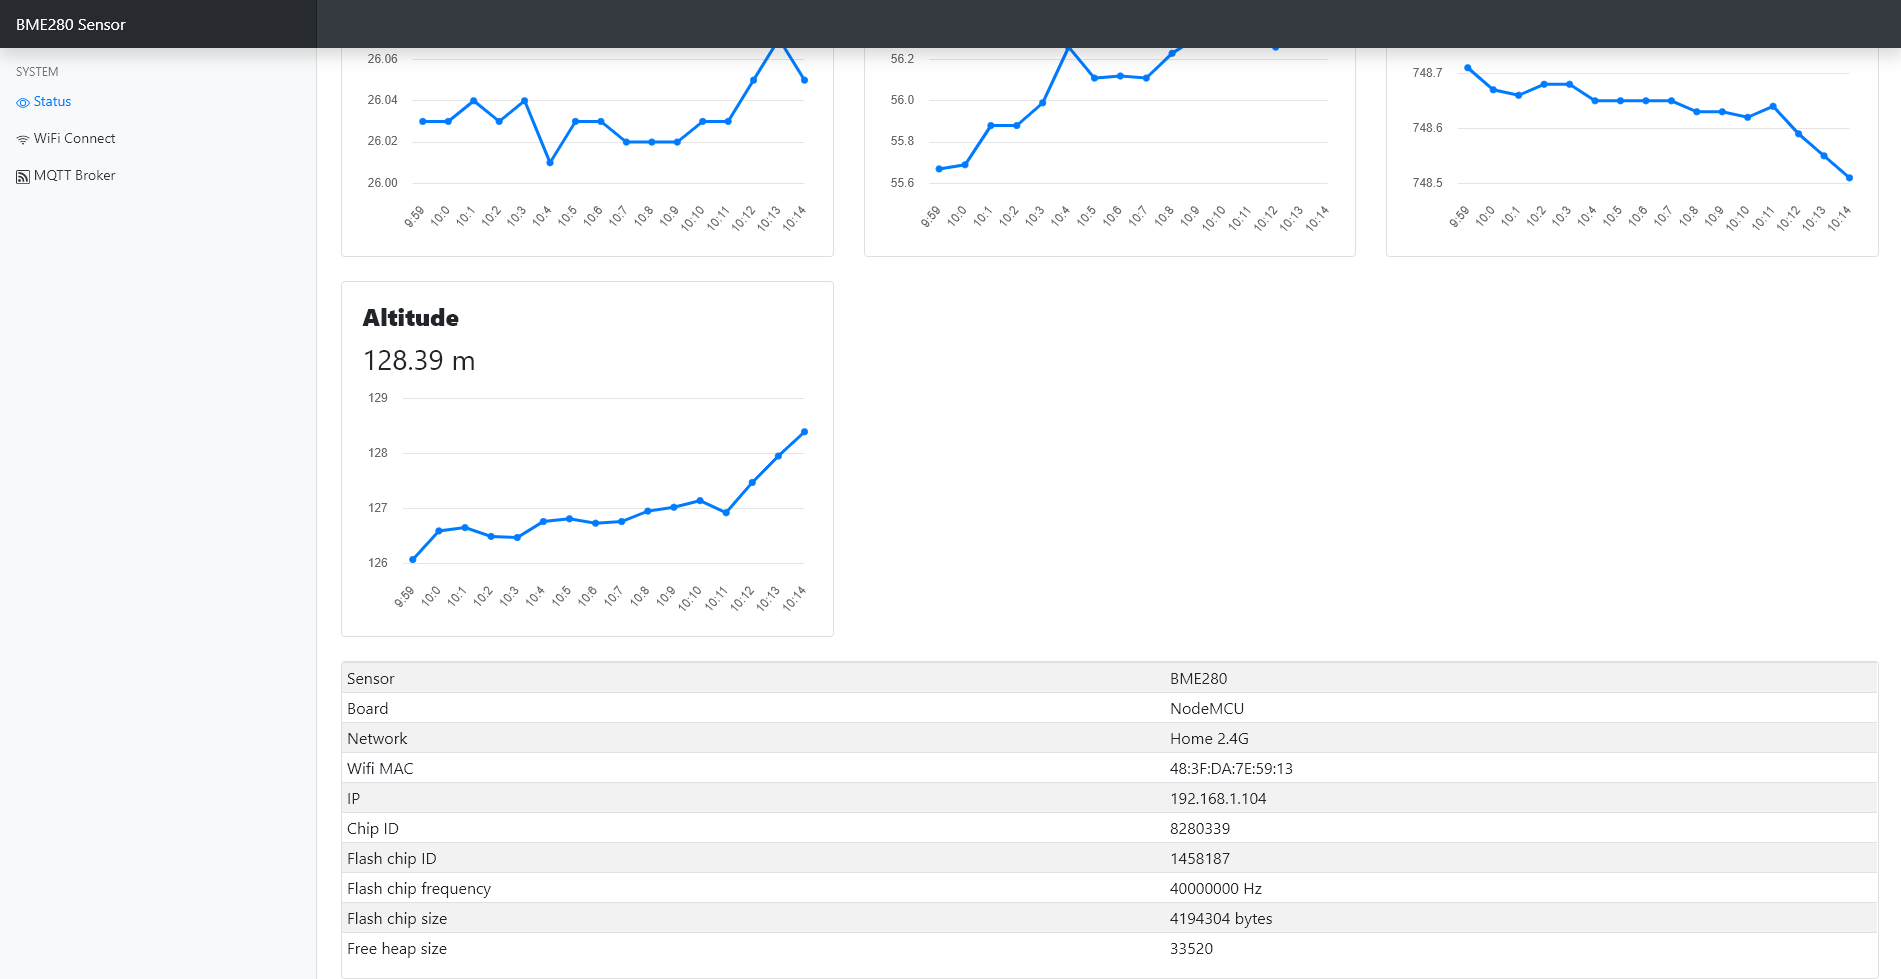 BME280 Sensor
SYSTEM
Status
WiFi Connect
MQTT Broker
26.06
26.04
26.02
26.00
9:59 10:0 10:1 10:2 10:3 10:4 10:5 10:6 10:7 10:8 10:9 10:10 10:11 10:12 10:13 10:14
56.2
56.0
55.8
55.6
9:59 10:0 10:1 10:2 10:3 10:4 10:5 10:6 10:7 10:8 10:9 10:10 10:11 10:12 10:13 10:14
748.7
748.6
748.5
9:59 10:0 10:1 10:2 10:3 10:4 10:5 10:6 10:7 10:8 10:9 10:10 10:11 10:12 10:13 10:14
Altitude
128.39 m
129
128
127
126
9:59 10:0 10:1 10:2 10:3 10:4 10:5 10:6 10:7 10:8 10:9 10:10 10:11 10:12 10:13 10:14
Sensor BME280
Board NodeMCU
Network Home 2.4G
Wifi MAC 48:3F:DA:7E:59:13
IP 192.168.1.104
Chip ID 8280339
Flash chip ID 1458187
Flash chip frequency 40000000 Hz
Flash chip size 4194304 bytes
Free heap size 33520